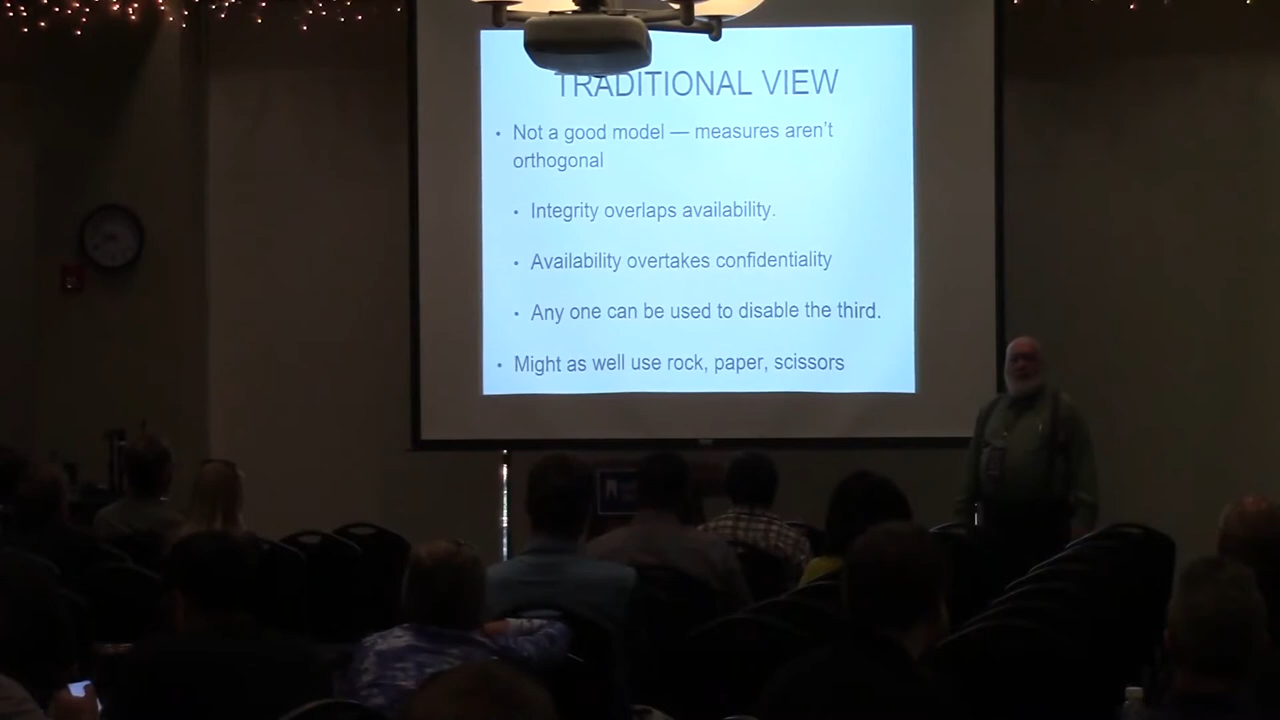 TRADITIONAL VIEW
• Not a good model — measures aren't
orthogonal
• Integrity overlaps availability.
• Availability overtakes confidentiality
• Any one can be used to disable the third.
• Might as well use rock, paper, scissors